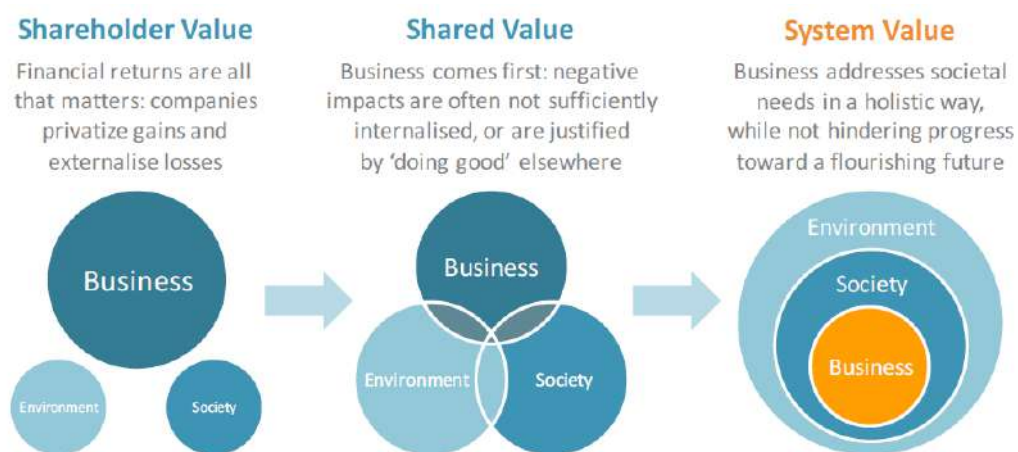 Shareholder Value
Financial returns are all
that matters: companies
privatize gains and
externalise losses
Business
Environment
Society
Shared Value
Business comes first: negative
impacts are often not sufficiently
internalised, or are justified
by ‘doing good’ elsewhere
Business
Environment
Society
System Value
Business addresses societal
needs in a holistic way,
while not hindering progress
toward a flourishing future
Environment
Society
Business